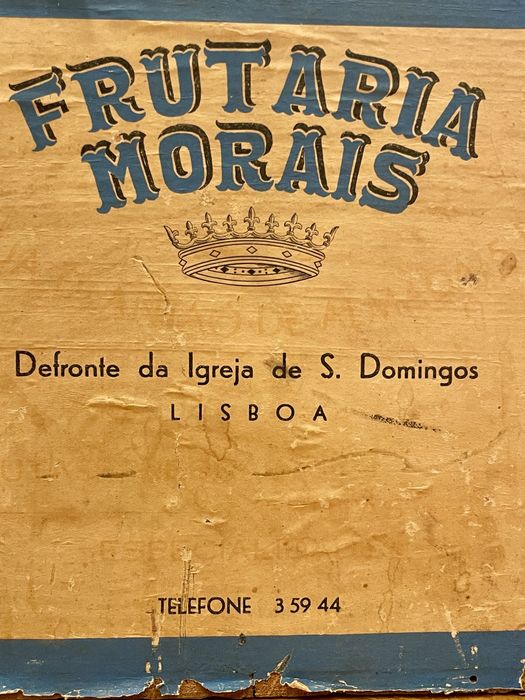 FRUTARIA
MORAIS
Defronte da Igreja de S. Domingos
LISBOA
TELEFONE 3 59 44